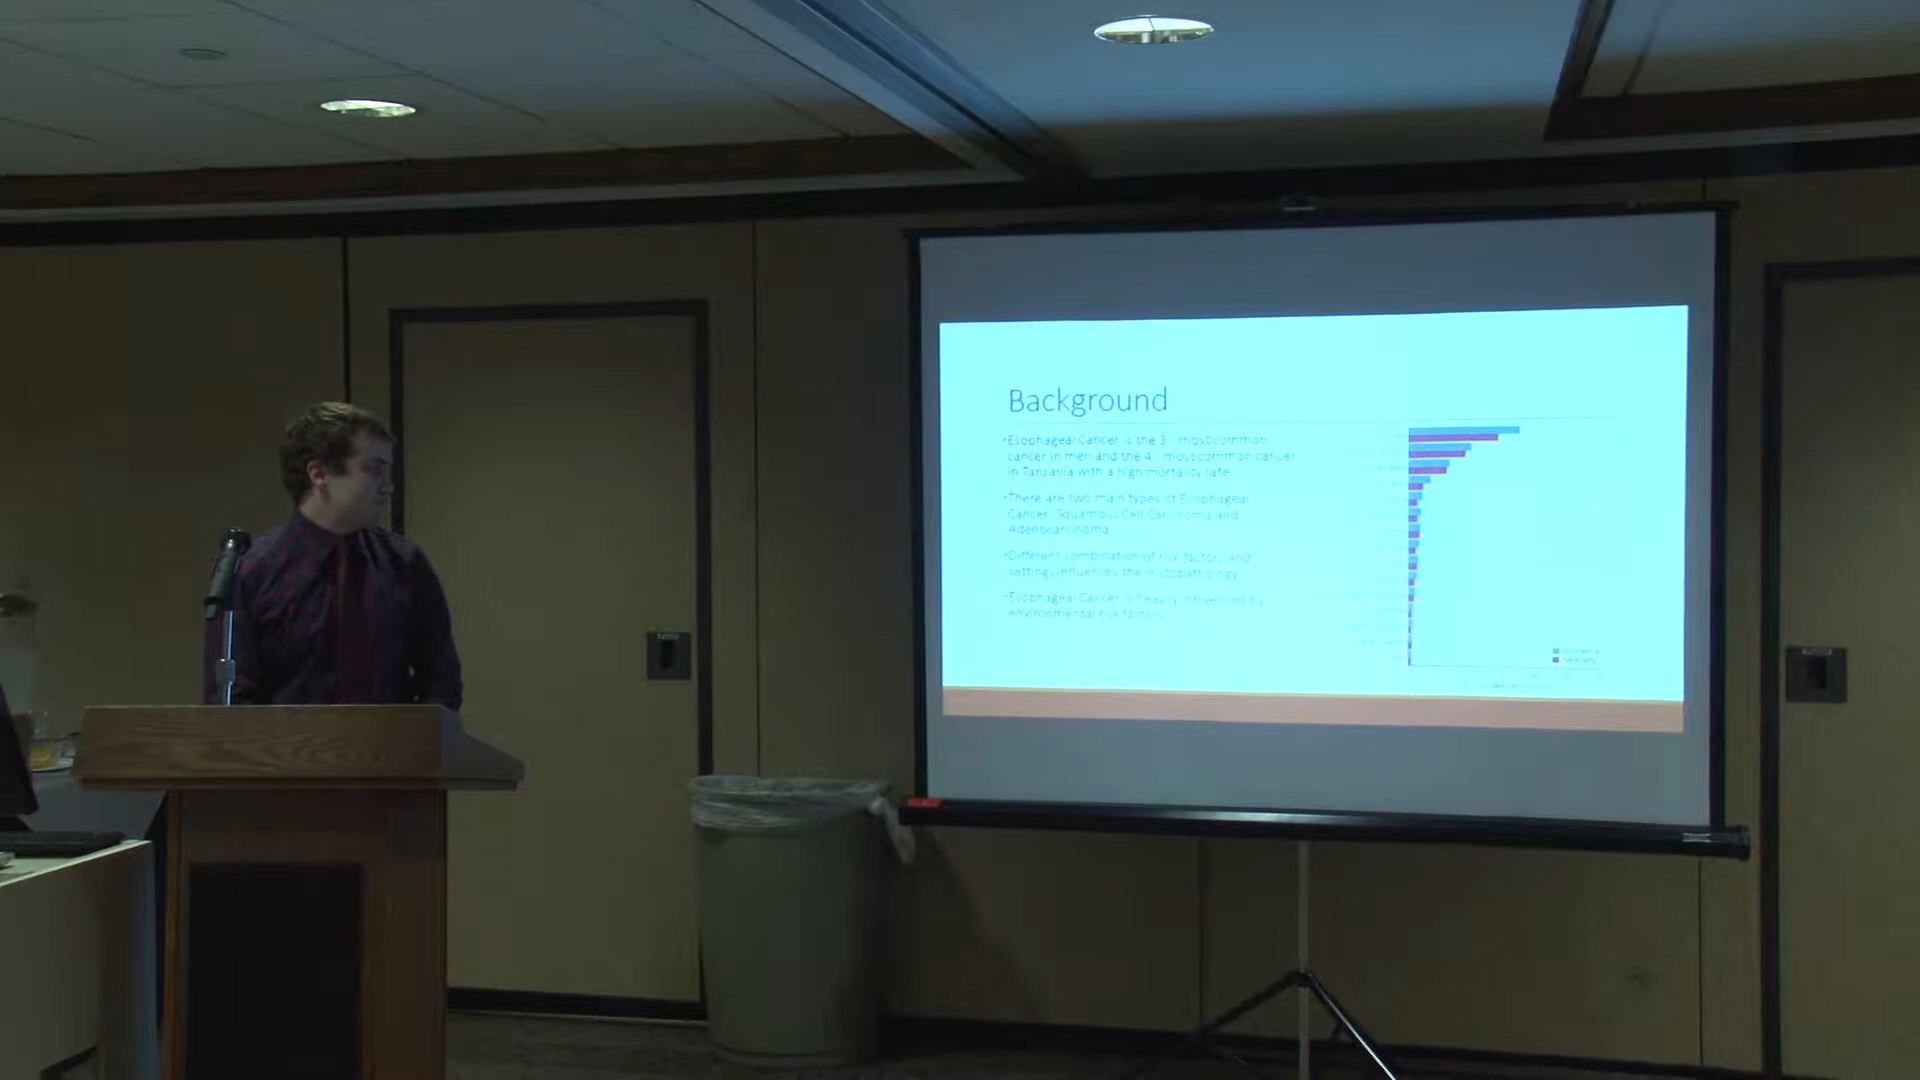 Background
•Esophageal Cancer is the 3 most common
cancer in men and the 4 most common cancer
in Tanzania with a high mortality rate
•There are two main types of Esophageal
Cancer: Squamous Cell Carcinoma and
Adenocarcinoma
•Different combination of risk factors and
settings influences the histopathology
•Esophageal Cancer is heavily influenced by
environmental risk factors
Incidence
Mortality